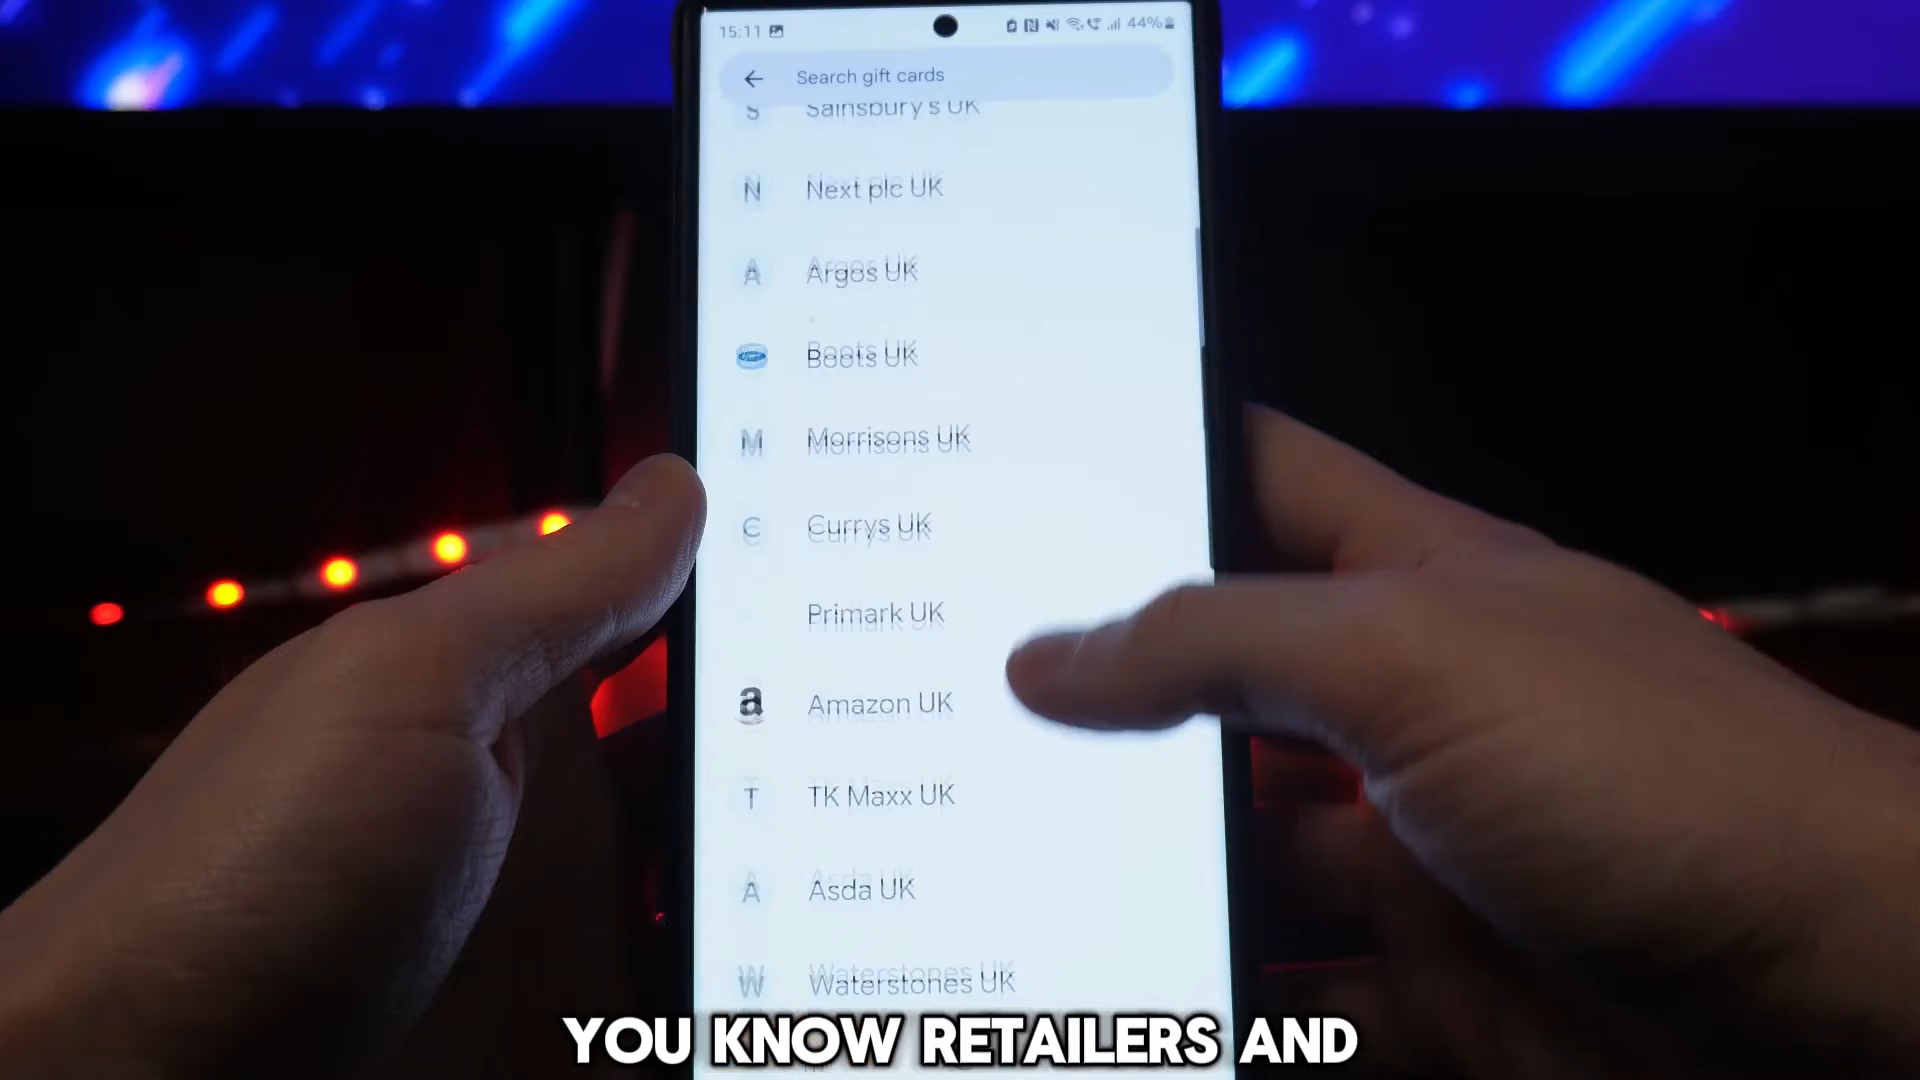 15:11 44%
Search gift cards
S Sainsbury's UK
N Next plc UK
A Argos UK
Boots UK
M Morrisons UK
C Currys UK
Primark UK
a Amazon UK
T TK Maxx UK
A Asda UK
W Waterstones UK
YOU KNOW RETAILERS AND